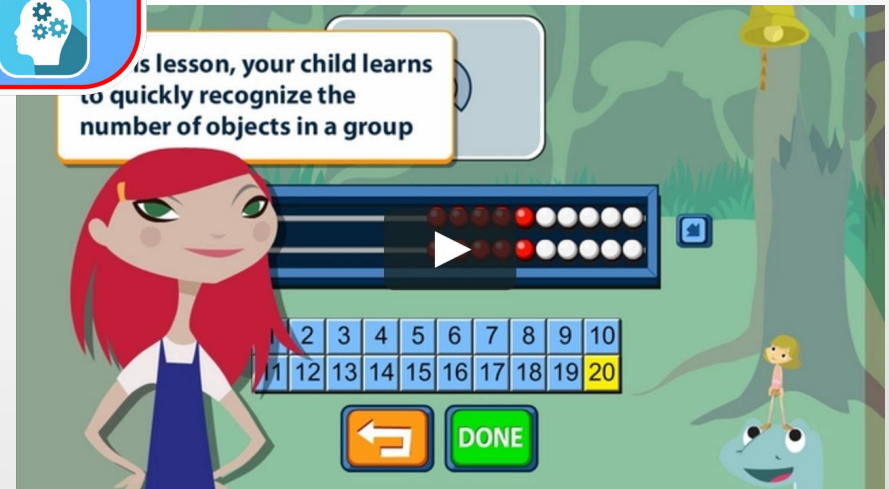 is lesson, your child learns
to quickly recognize the
number of objects in a group
2 3 4 5 6 7 8 9 10
11 12 13 14 15 16 17 18 19 20
DONE